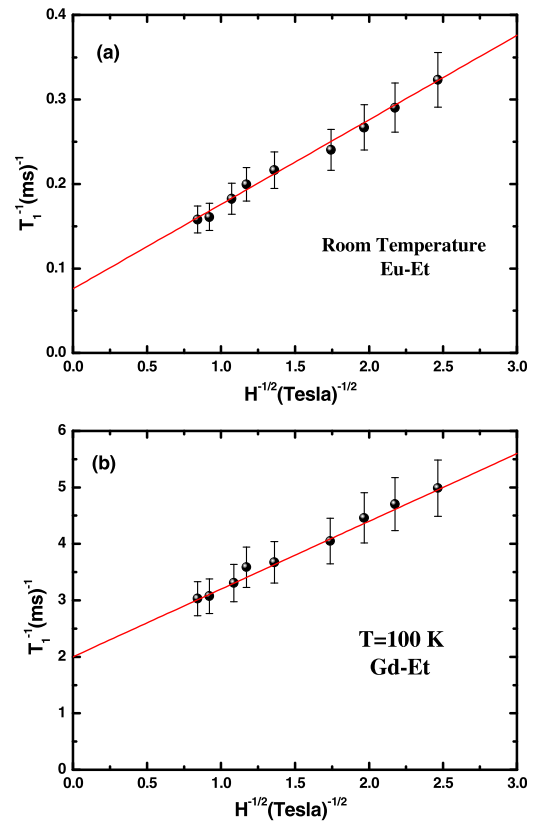 0.4
(a)
0.3
0.2
0.1
0.0
T₁⁻¹(ms)⁻¹
Room Temperature
Eu-Et
0.0 0.5 1.0 1.5 2.0 2.5 3.0
H⁻¹/²(Tesla)⁻¹/²
6
(b)
5
4
3
2
1
0
T₁⁻¹(ms)⁻¹
T=100 K
Gd-Et
0.0 0.5 1.0 1.5 2.0 2.5 3.0
H⁻¹/²(Tesla)⁻¹/²